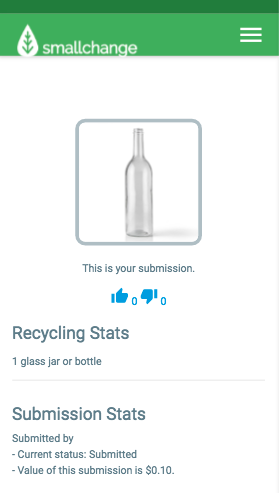 smallchange
This is your submission.
0 0
Recycling Stats
1 glass jar or bottle
Submission Stats
Submitted by
- Current status: Submitted
- Value of this submission is $0.10.